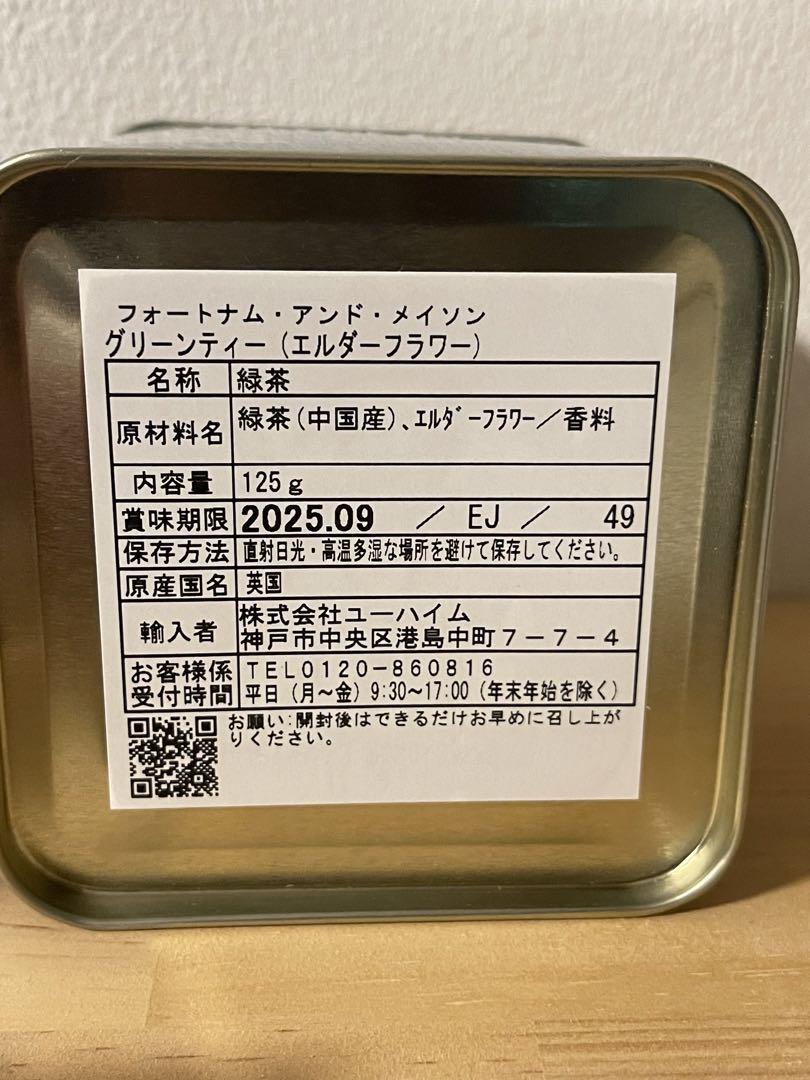 フォートナム・アンド・メイソン
グリーンティー（エルダーフラワー）
名称 緑茶
原材料名 緑茶（中国産）、ｴﾙﾀﾞｰﾌﾗﾜｰ／香料
内容量 125ｇ
賞味期限 2025.09 ／ EJ ／ 49
保存方法 直射日光・高温多湿な場所を避けて保存してください。
原産国名 英国
輸入者 株式会社ユーハイム
神戸市中央区港島中町７－７－４
お客様係 ＴＥＬ０１２０－８６０８１６
受付時間 平日（月～金）9:30～17:00（年末年始を除く）
お願い：開封後はできるだけお早めに召し上が
りください。